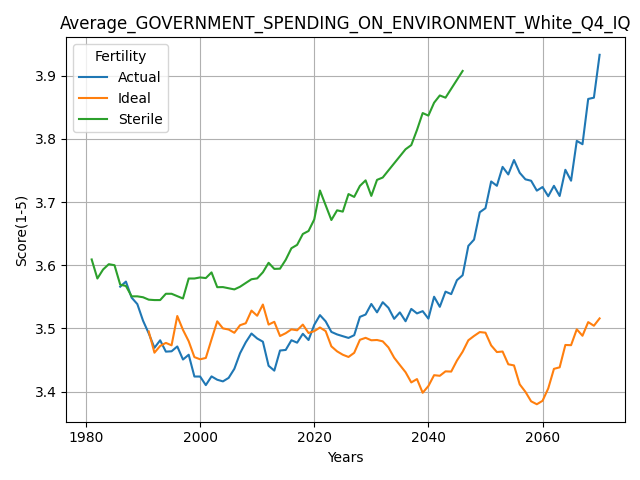 Average_GOVERNMENT_SPENDING_ON_ENVIRONMENT_White_Q4_IQ
Fertility
Actual
Ideal
Sterile
Score(1-5)
3.9
3.8
3.7
3.6
3.5
3.4
1980 2000 2020 2040 2060
Years